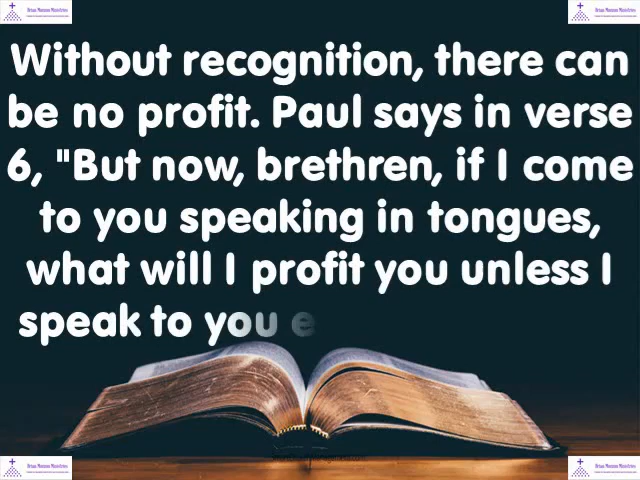 Without recognition, there can
be no profit. Paul says in verse
6, "But now, brethren, if I come
to you speaking in tongues,
what will I profit you unless I
speak to you e